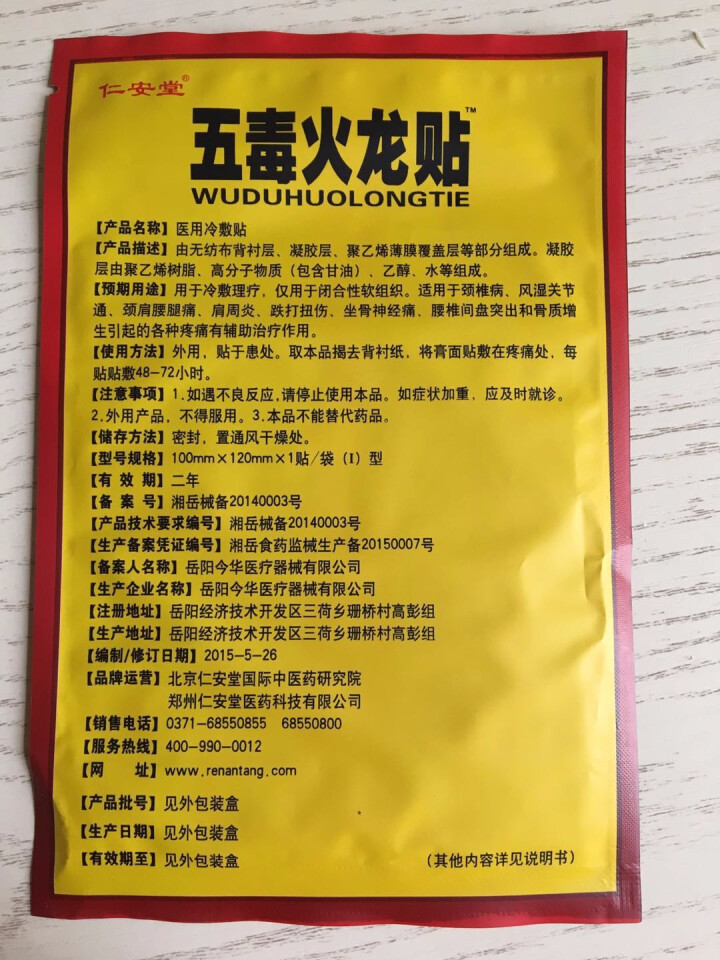 仁安堂®
五毒火龙贴™
WUDUHUOLONGTIE
【产品名称】医用冷敷贴
【产品描述】由无纺布背衬层、凝胶层、聚乙烯薄膜覆盖层等部分组成。凝胶
层由聚乙烯树脂、高分子物质（包含甘油）、乙醇、水等组成。
【预期用途】用于冷敷理疗，仅用于闭合性软组织。适用于颈椎病、风湿关节
通、颈肩腰腿痛、肩周炎、跌打扭伤、坐骨神经痛、腰椎间盘突出和骨质增
生引起的各种疼痛有辅助治疗作用。
【使用方法】外用，贴于患处。取本品揭去背衬纸，将膏面贴敷在疼痛处，每
贴贴敷48-72小时。
【注意事项】1.如遇不良反应,请停止使用本品。如症状加重，应及时就诊。
2.外用产品，不得服用。3.本品不能替代药品。
【储存方法】密封，置通风干燥处。
【型号规格】100mm×120mm×1贴/袋（I）型
【有 效 期】二年
【备 案 号】湘岳械备20140003号
【产品技术要求编号】湘岳械备20140003号
【生产备案凭证编号】湘岳食药监械生产备20150007号
【备案人名称】岳阳今华医疗器械有限公司
【生产企业名称】岳阳今华医疗器械有限公司
【注册地址】岳阳经济技术开发区三荷乡珊桥村高彭组
【生产地址】岳阳经济技术开发区三荷乡珊桥村高彭组
【编制/修订日期】2015-5-26
【品牌运营】北京仁安堂国际中医药研究院
郑州仁安堂医药科技有限公司
【销售电话】0371-68550855 68550800
【服务热线】400-990-0012
【网 址】www.renantang.com
【产品批号】见外包装盒
【生产日期】见外包装盒
【有效期至】见外包装盒 （其他内容详见说明书）